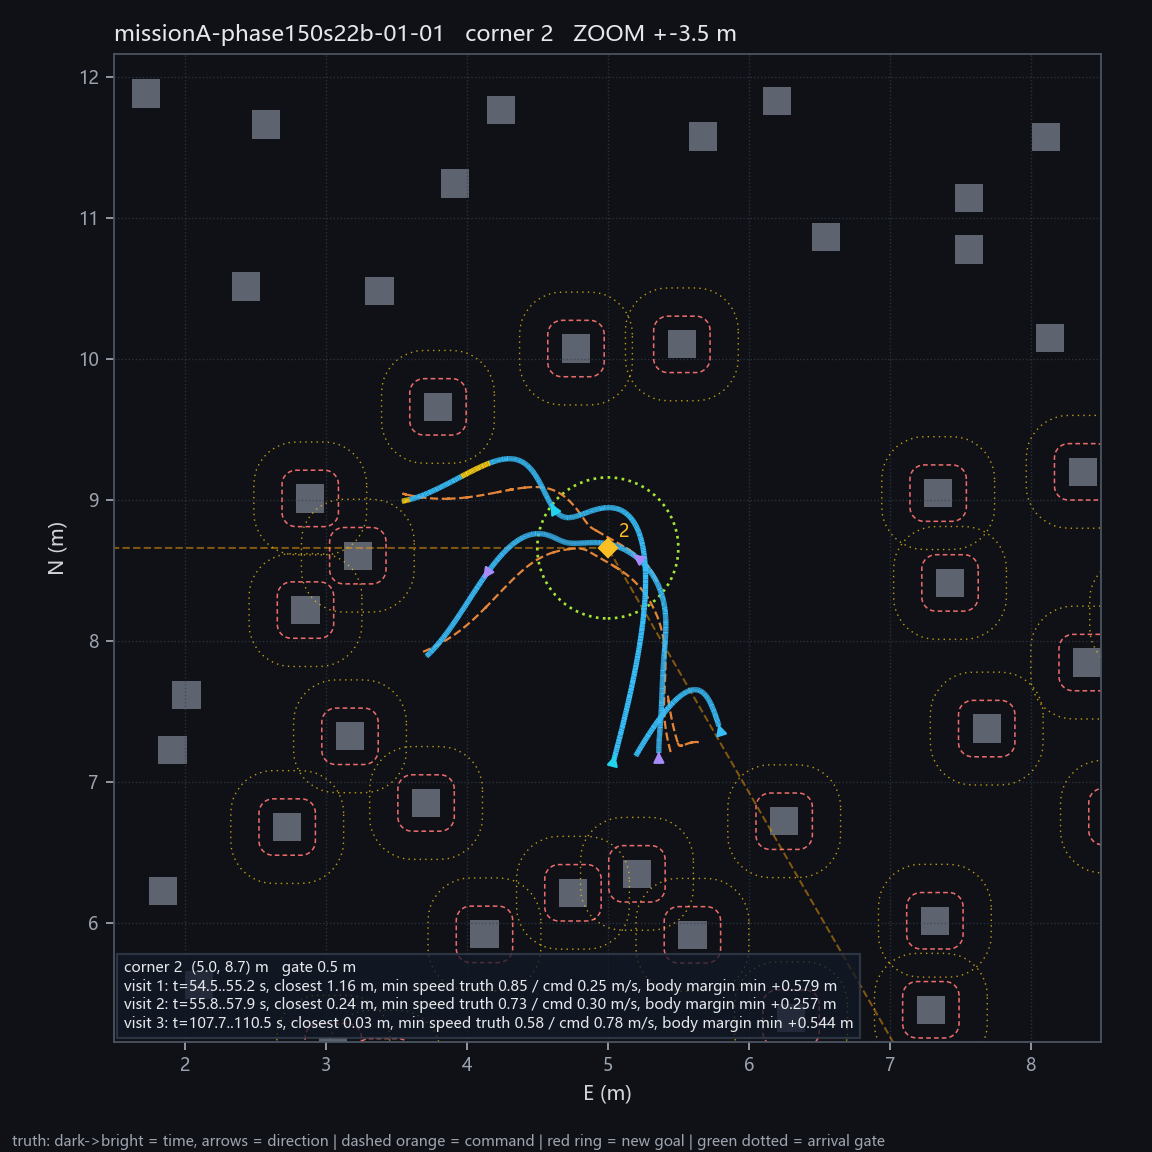 missionA-phase150s22b-01-01   corner 2   ZOOM +-3.5 m
12
11
10
9
8
7
6
N (m)
2
corner 2  (5.0, 8.7) m   gate 0.5 m
visit 1: t=54.5..55.2 s, closest 1.16 m, min speed truth 0.85 / cmd 0.25 m/s, body margin min +0.579 m
visit 2: t=55.8..57.9 s, closest 0.24 m, min speed truth 0.73 / cmd 0.30 m/s, body margin min +0.257 m
visit 3: t=107.7..110.5 s, closest 0.03 m, min speed truth 0.58 / cmd 0.78 m/s, body margin min +0.544 m
2 3 4 5 6 7 8
E (m)
truth: dark->bright = time, arrows = direction | dashed orange = command | red ring = new goal | green dotted = arrival gate